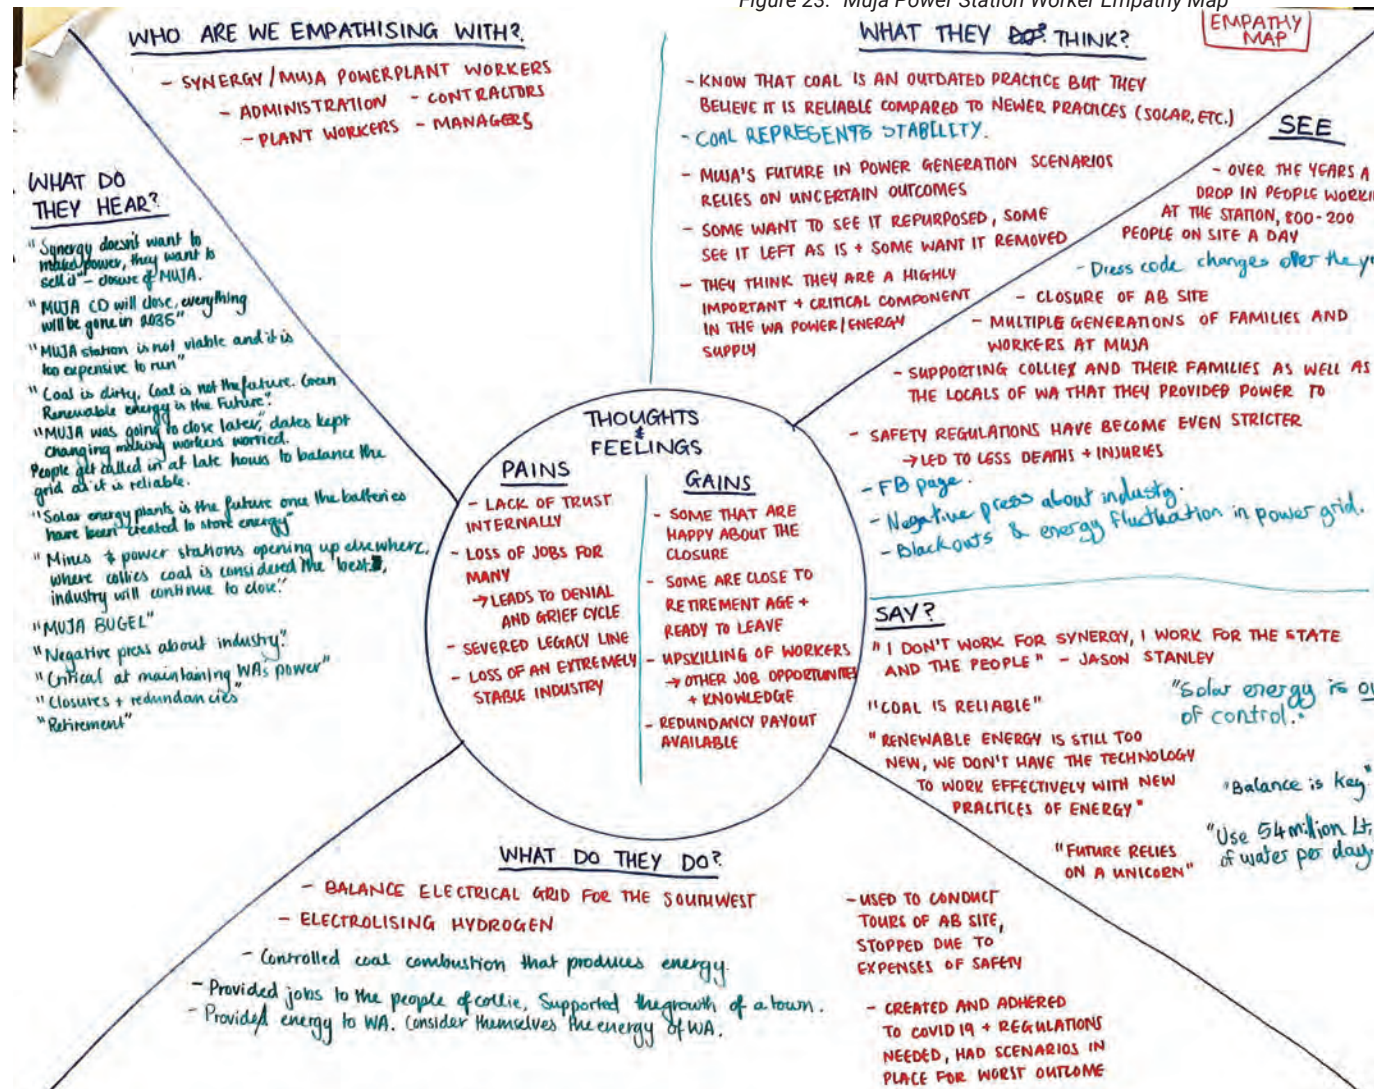 Figure 23: Muja Power Station Worker Empathy Map
EMPATHY
MAP
WHO ARE WE EMPATHISING WITH?
- SYNERGY/MUJA POWERPLANT WORKERS
- ADMINISTRATION - CONTRACTORS
- PLANT WORKERS - MANAGERS
WHAT THEY DO? THINK?
- KNOW THAT COAL IS AN OUTDATED PRACTICE BUT THEY
BELIEVE IT IS RELIABLE COMPARED TO NEWER PRACTICES (SOLAR, ETC.)
- COAL REPRESENTS STABILITY.
- MUJA'S FUTURE IN POWER GENERATION SCENARIOS
RELIES ON UNCERTAIN OUTCOMES
- SOME WANT TO SEE IT REPURPOSED, SOME
SEE IT LEFT AS IS + SOME WANT IT REMOVED
- THEY THINK THEY ARE A HIGHLY
IMPORTANT + CRITICAL COMPONENT
IN THE WA POWER/ENERGY
SUPPLY
SEE
- OVER THE YEARS A
DROP IN PEOPLE WORKI
AT THE STATION, 800-200
PEOPLE ON SITE A DAY
- Dress code changes over the ye
- CLOSURE OF AB SITE
- MULTIPLE GENERATIONS OF FAMILIES AND
WORKERS AT MUJA
- SUPPORTING COLLIES AND THEIR FAMILIES AS WELL AS
THE LOCALS OF WA THAT THEY PROVIDED POWER TO
- SAFETY REGULATIONS HAVE BECOME EVEN STRICTER
→ LED TO LESS DEATHS + INJURIES
- FB page.
- Negative press about industry.
- Blackouts & energy fluctuation in power grid.
WHAT DO
THEY HEAR?
"Synergy doesn't want to
make power, they want to
sell it" - closure of MUJA.
"MUJA CD will close, everything
will be gone in 2035"
"MUJA station is not viable and it is
too expensive to run"
"Coal is dirty, Coal is not the future. Green
Renewable energy is the Future".
"MUJA was going to close later", dates kept
changing making workers worried.
People get called in at late hours to balance the
grid as it is reliable.
"Solar energy plants is the future once the batteries
have been created to store energy"
"Mines & power stations opening up elsewhere,
where collies coal is considered the 'best',
industry will continue to close."
"MUJA BUGEL"
"Negative press about industry"
"Critical at maintaining WAs power"
"Closures + redundancies"
"Retirement"
THOUGHTS
&
FEELINGS
PAINS
- LACK OF TRUST
INTERNALLY
- LOSS OF JOBS FOR
MANY
→ LEADS TO DENIAL
AND GRIEF CYCLE
- SEVERED LEGACY LINE
- LOSS OF AN EXTREMELY
STABLE INDUSTRY
GAINS
- SOME THAT ARE
HAPPY ABOUT THE
CLOSURE
- SOME ARE CLOSE TO
RETIREMENT AGE +
READY TO LEAVE
- UPSKILLING OF WORKERS
→ OTHER JOB OPPORTUNITIES
+ KNOWLEDGE
- REDUNDANCY PAYOUT
AVAILABLE
SAY?
"I DON'T WORK FOR SYNERGY, I WORK FOR THE STATE
AND THE PEOPLE" - JASON STANLEY
"Solar energy is ou
of control."
"COAL IS RELIABLE"
"RENEWABLE ENERGY IS STILL TOO
NEW, WE DON'T HAVE THE TECHNOLOGY
TO WORK EFFECTIVELY WITH NEW
PRACTICES OF ENERGY"
"Balance is key"
"Use 54 million Lt.
of water per day
"FUTURE RELIES
ON A UNICORN"
WHAT DO THEY DO?
- BALANCE ELECTRICAL GRID FOR THE SOUTHWEST
- ELECTROLISING HYDROGEN
- Controlled coal combustion that produces energy.
- Provided jobs to the people of collie, Supported the growth of a town.
- Provided energy to WA. Consider themselves the energy of WA.
- USED TO CONDUCT
TOURS OF AB SITE,
STOPPED DUE TO
EXPENSES OF SAFETY
- CREATED AND ADHERED
TO COVID 19 + REGULATIONS
NEEDED, HAD SCENARIOS IN
PLACE FOR WORST OUTCOME